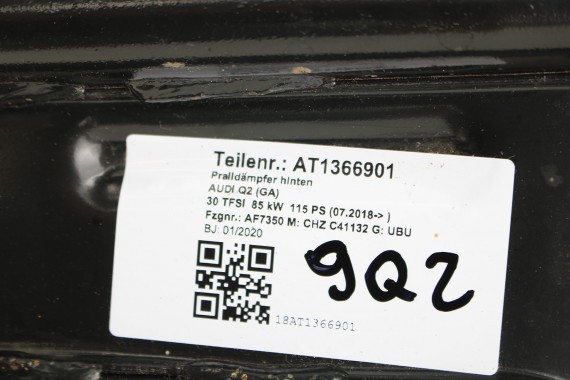 Teilenr.: AT1366901
Pralldämpfer hinten
AUDI Q2 (GA)
30 TFSI 85 kW 115 PS (07.2018-> )
Fzgnr.: AF7350 M: CHZ C41132 G: UBU
BJ: 01/2020
9Q2
18AT1366901